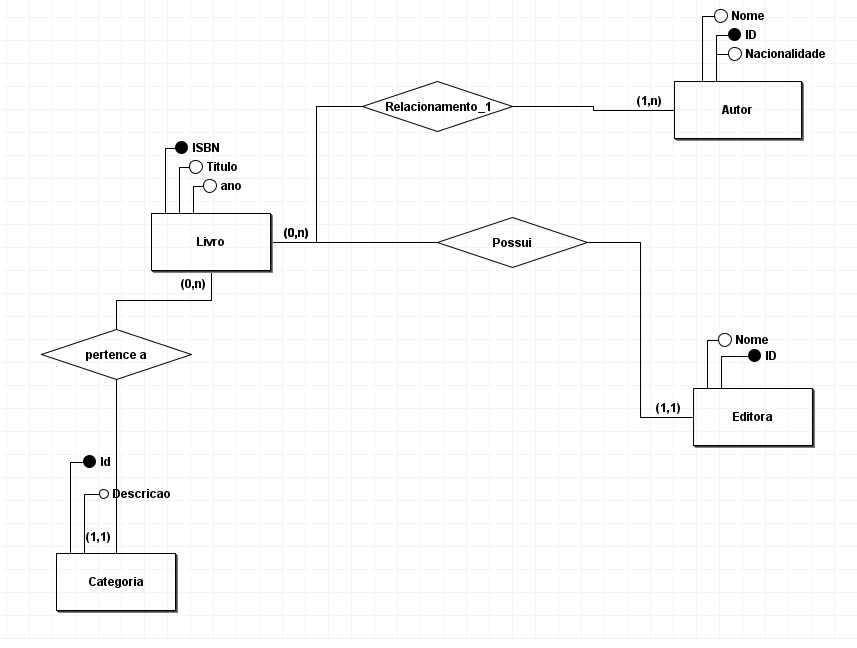 Nome
ID
Nacionalidade
(1,n)
Autor
Relacionamento_1
ISBN
Titulo
ano
Livro
(0,n)
Possui
(0,n)
pertence a
Nome
ID
(1,1)
Editora
Id
Descricao
(1,1)
Categoria